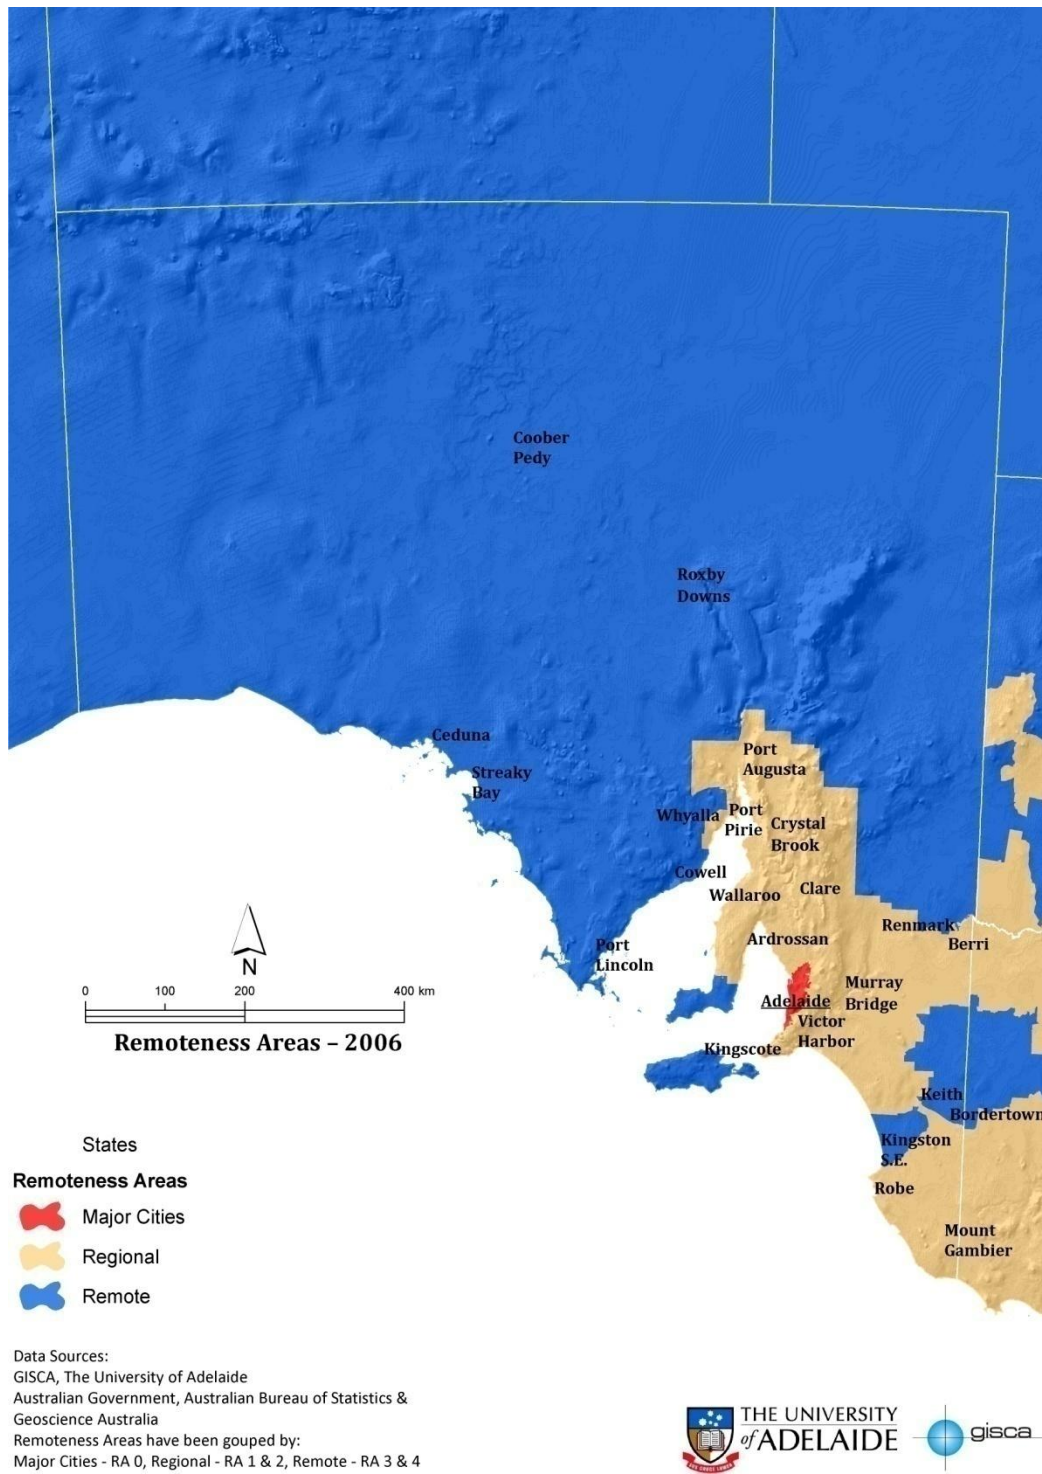 Coober
Pedy
Roxby
Downs
Ceduna
Streaky
Bay
Port
Augusta
Whyalla
Port
Pirie
Crystal
Brook
Cowell
Wallaroo
Clare
Renmark
Berri
Ardrossan
Port
Lincoln
Murray
Bridge
Adelaide
Victor
Harbor
Kingscote
Keith
Bordertown
Kingston
S.E.
Robe
Mount
Gambier
N
0 100 200 400 km
Remoteness Areas – 2006
States
Remoteness Areas
Major Cities
Regional
Remote
Data Sources:
GISCA, The University of Adelaide
Australian Government, Australian Bureau of Statistics &
Geoscience Australia
Remoteness Areas have been gouped by:
Major Cities - RA 0, Regional - RA 1 & 2, Remote - RA 3 & 4
THE UNIVERSITY
of ADELAIDE
gisca